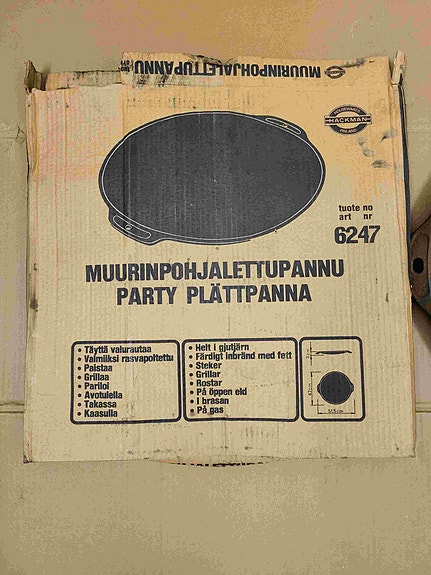 MUURINPOHJALETTUPANNU
HACKMAN
FINLAND
tuote no
art nr
6247
MUURINPOHJALETTUPANNU
PARTY PLÄTTPANNA
• Täyttä valurautaa
• Valmiiksi rasvapoltettu
• Paistaa
• Grillaa
• Pariloi
• Avotulella
• Takassa
• Kaasulla
• Helt i gjutjärn
• Färdigt inbränd med fett
• Steker
• Grillar
• Rostar
• På öppen eld
• I brasan
• På gas